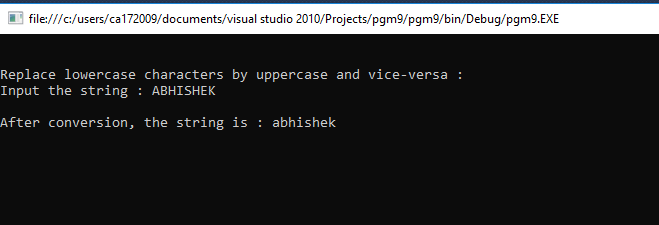 file:///c:/users/ca172009/documents/visual studio 2010/Projects/pgm9/pgm9/bin/Debug/pgm9.EXE
Replace lowercase characters by uppercase and vice-versa :
Input the string : ABHISHEK
After conversion, the string is : abhishek